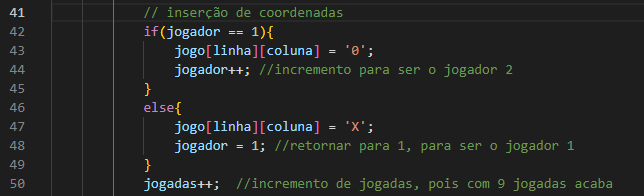 41 // inserção de coordenadas
42 if(jogador == 1){
43 jogo[linha][coluna] = '0';
44 jogador++; //incremento para ser o jogador 2
45 }
46 else{
47 jogo[linha][coluna] = 'X';
48 jogador = 1; //retornar para 1, para ser o jogador 1
49 }
50 jogadas++;  //incremento de jogadas, pois com 9 jogadas acaba